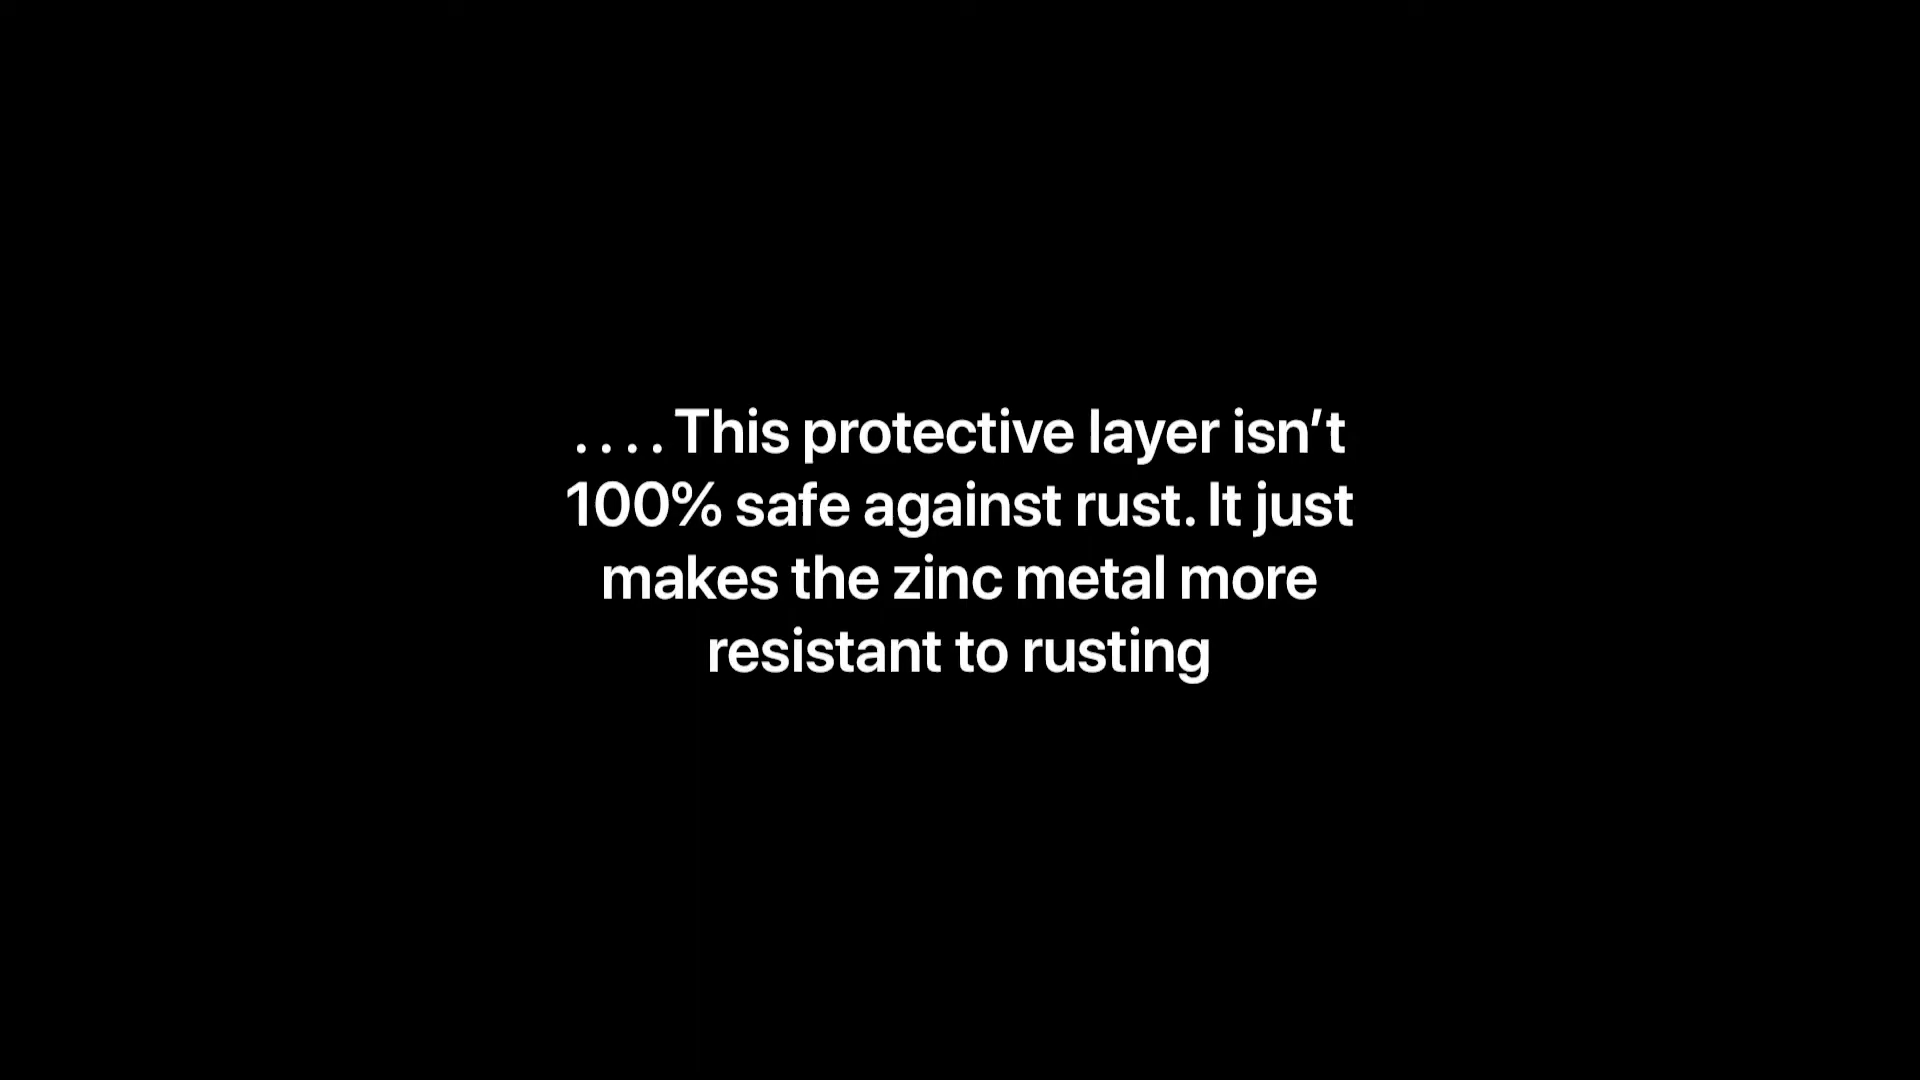 . . . . This protective layer isn’t
100% safe against rust. It just
makes the zinc metal more
resistant to rusting